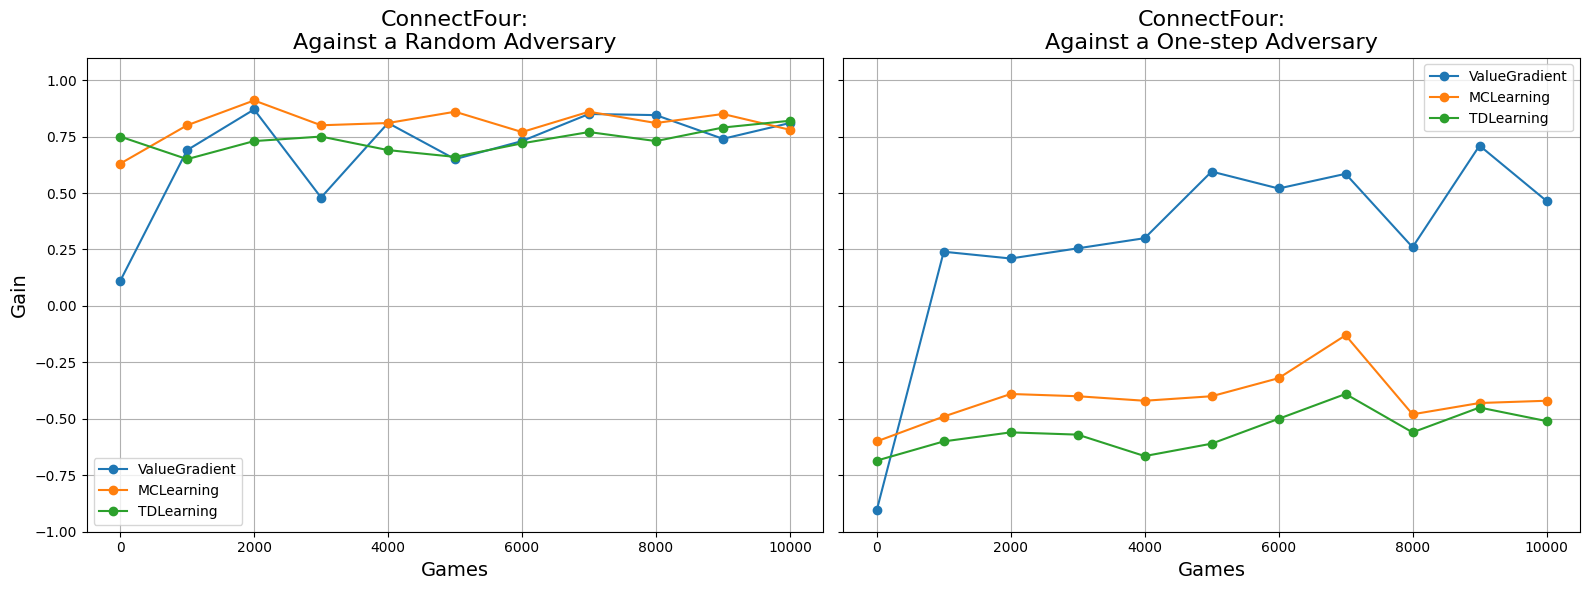 ConnectFour:
Against a Random Adversary
Gain
1.00
0.75
0.50
0.25
0.00
−0.25
−0.50
−0.75
−1.00
ValueGradient
MCLearning
TDLearning
0 2000 4000 6000 8000 10000
Games
ConnectFour:
Against a One-step Adversary
ValueGradient
MCLearning
TDLearning
0 2000 4000 6000 8000 10000
Games